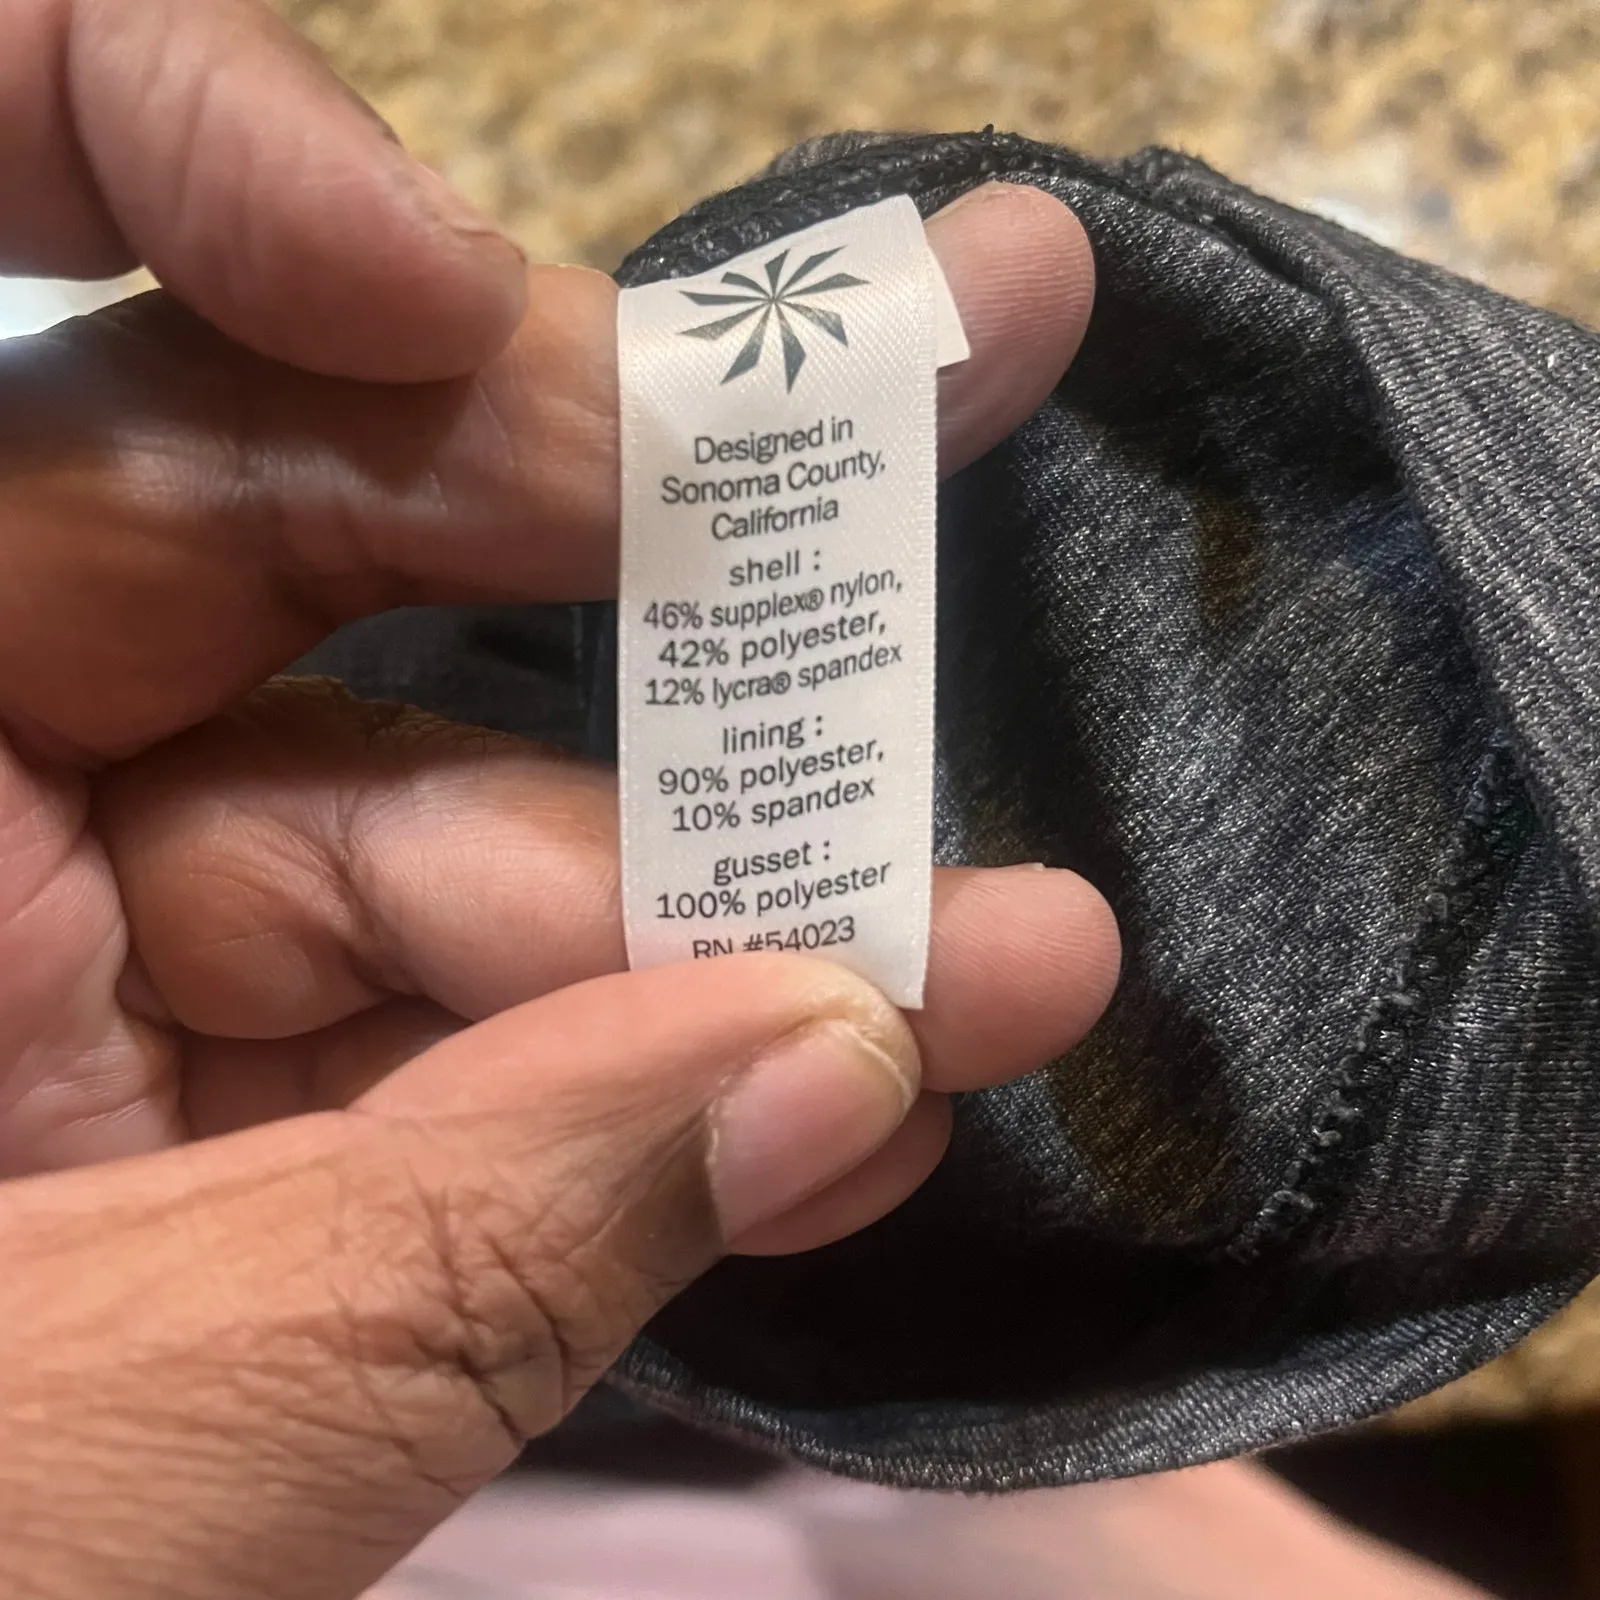 Designed in
Sonoma County,
California
shell :
46% supplex® nylon,
42% polyester,
12% lycra® spandex
lining :
90% polyester,
10% spandex
gusset :
100% polyester
RN #54023